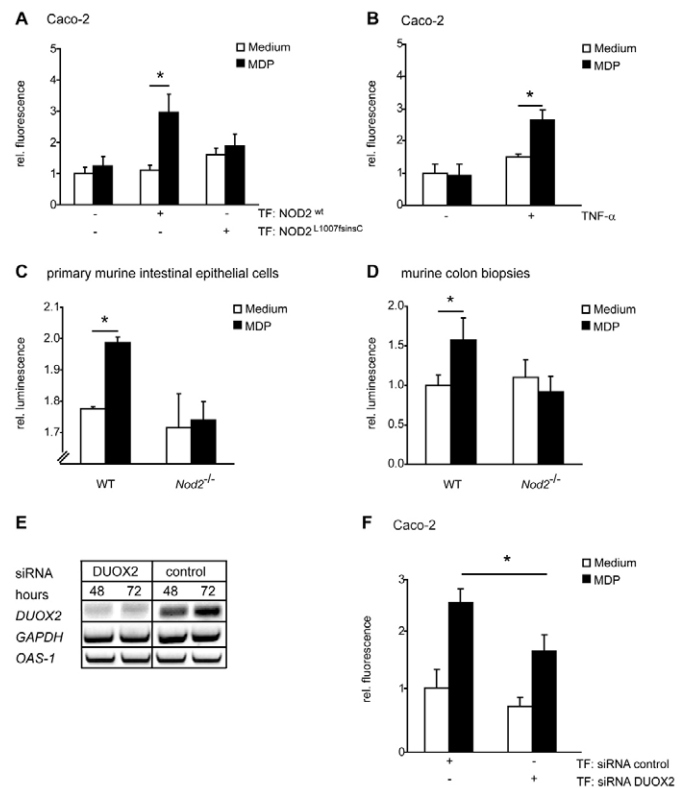 A Caco-2
rel. fluorescence
5
4
3
2
1
0
*
Medium
MDP
- + - TF: NOD2 wt
- - + TF: NOD2 L1007fsinsC
B Caco-2
rel. fluorescence
5
4
3
2
1
0
*
Medium
MDP
- + TNF-α
C primary murine intestinal epithelial cells
rel. luminescence
2.1
2.0
1.9
1.8
1.7
*
Medium
MDP
WT Nod2-/-
D murine colon biopsies
rel. luminescence
2.0
1.5
1.0
0.5
0.0
*
Medium
MDP
WT Nod2-/-
E
siRNA DUOX2 control
hours 48 72 48 72
DUOX2
GAPDH
OAS-1
F Caco-2
rel. fluorescence
3
2
1
0
*
Medium
MDP
+ - TF: siRNA control
- + TF: siRNA DUOX2